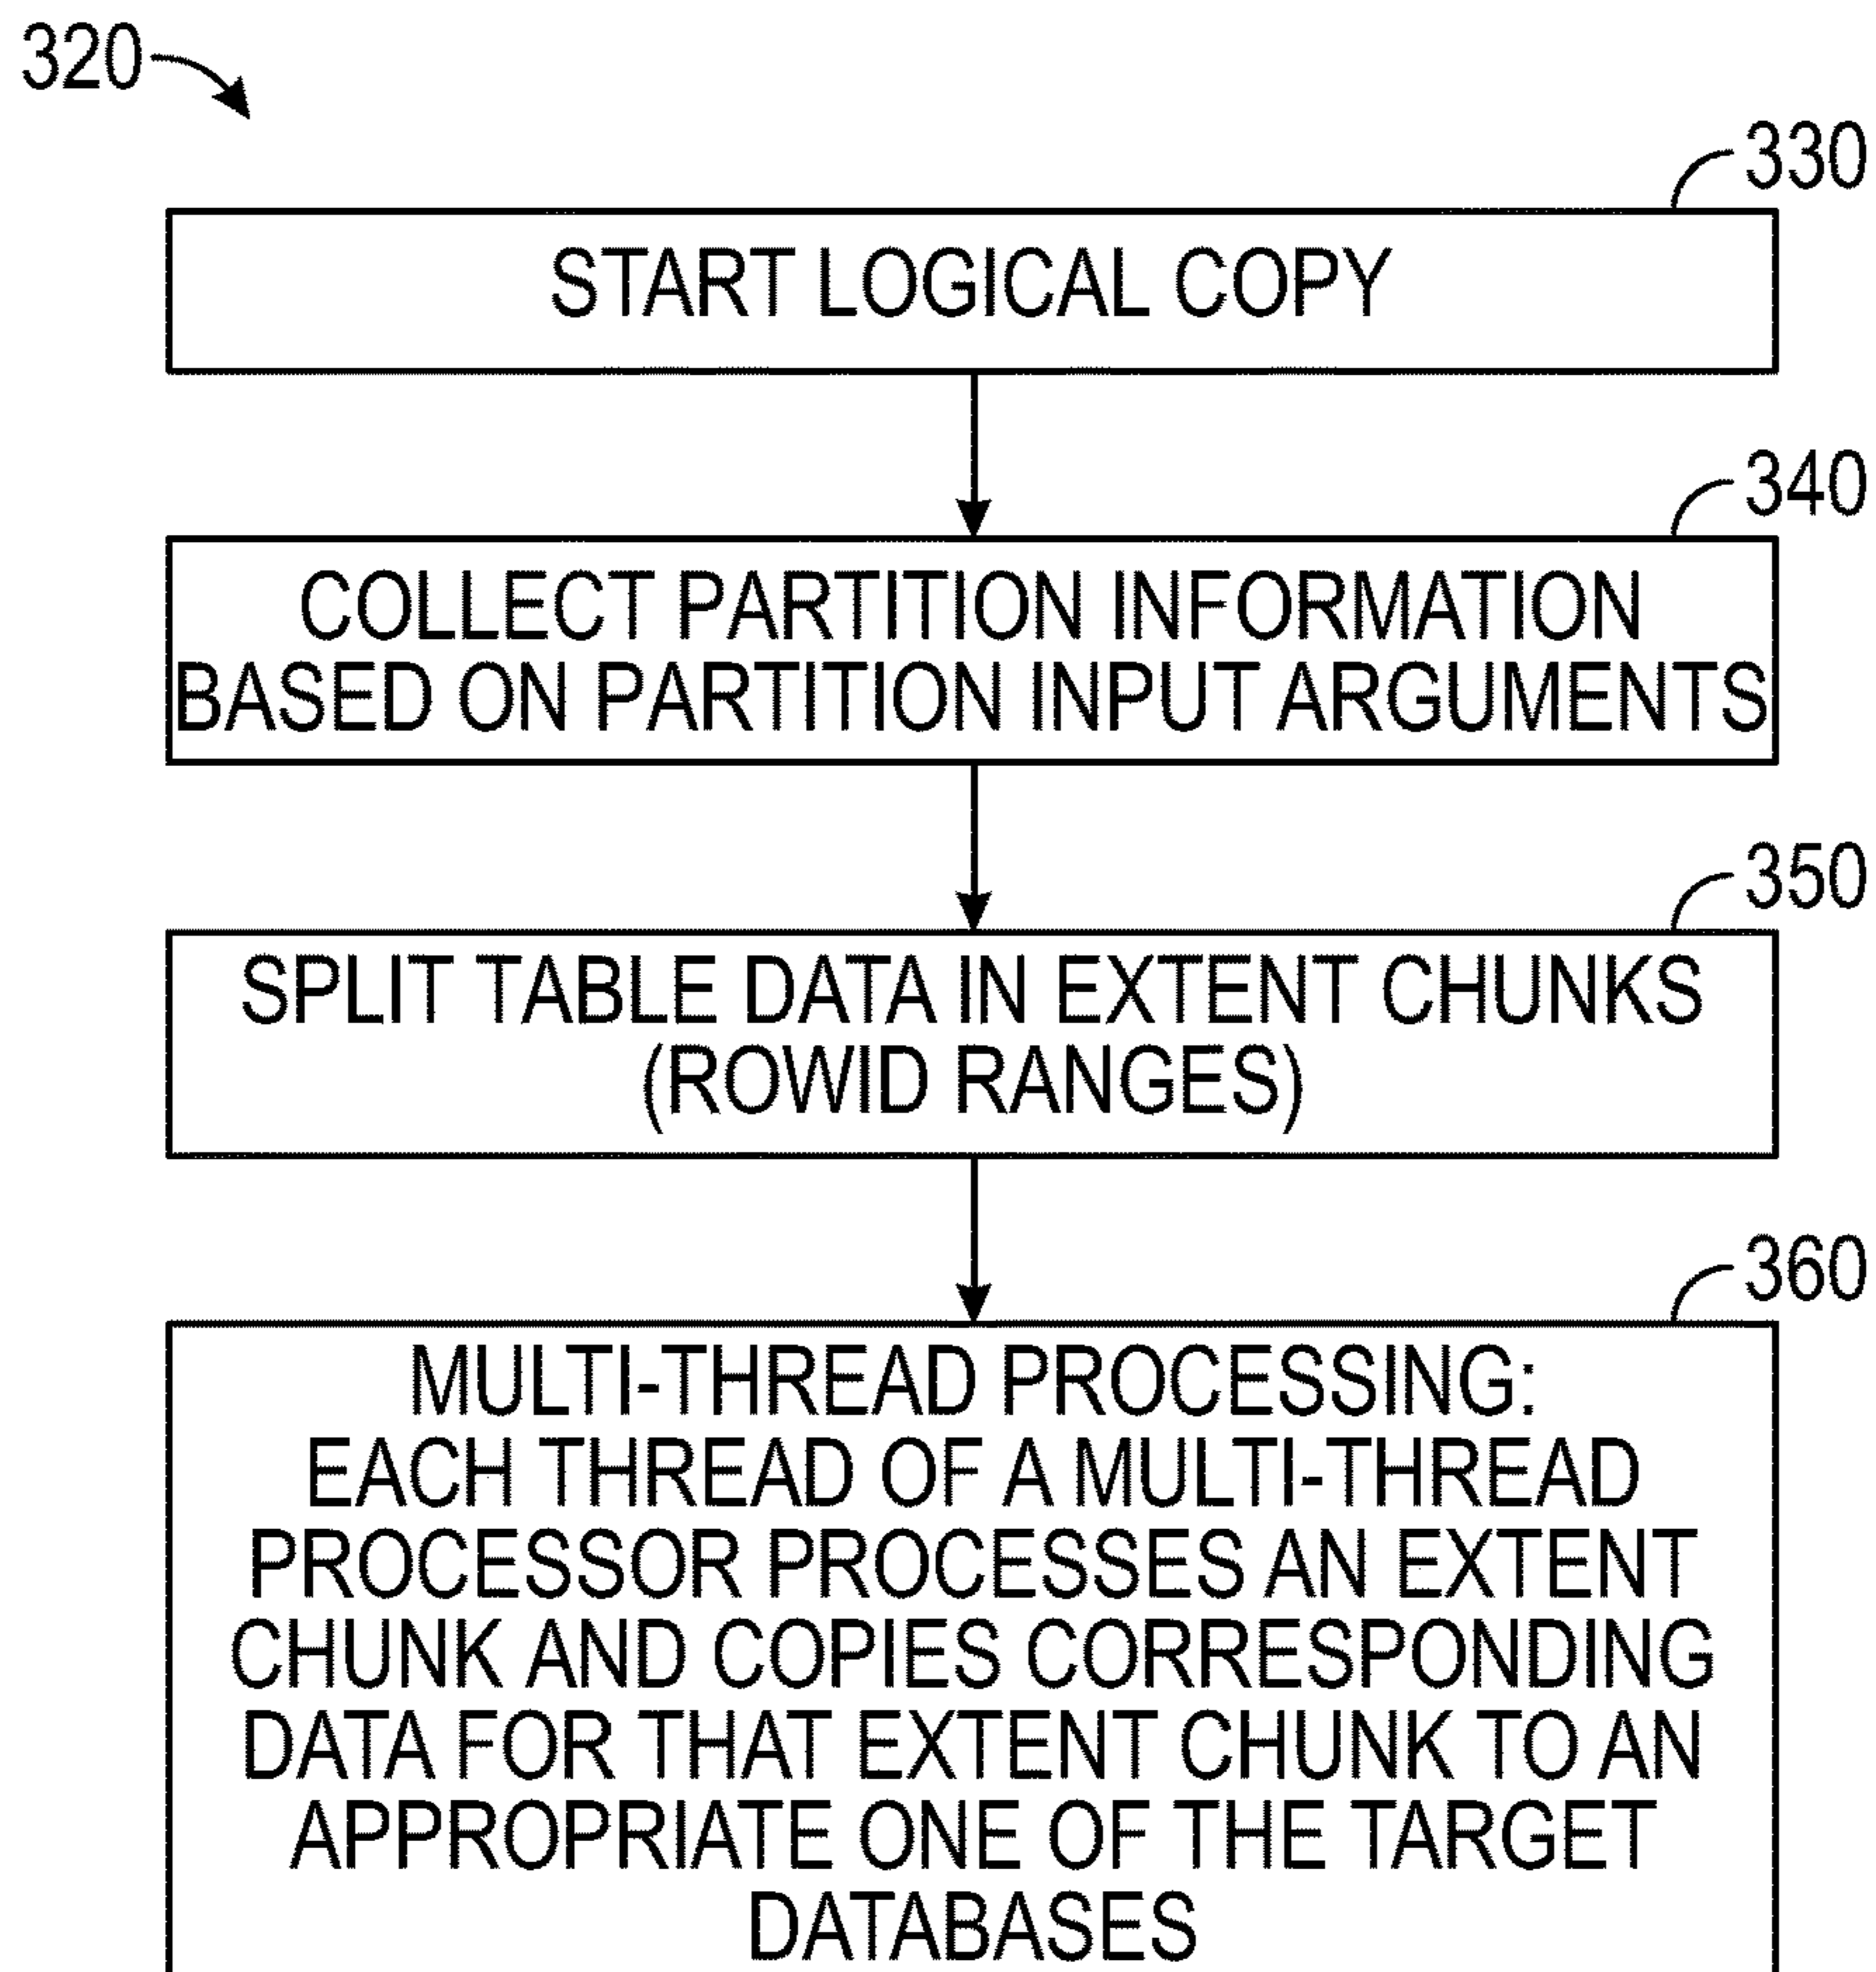 320
330
START LOGICAL COPY
340
COLLECT PARTITION INFORMATION
BASED ON PARTITION INPUT ARGUMENTS
350
SPLIT TABLE DATA IN EXTENT CHUNKS
(ROWID RANGES)
360
MULTI-THREAD PROCESSING:
EACH THREAD OF A MULTI-THREAD
PROCESSOR PROCESSES AN EXTENT
CHUNK AND COPIES CORRESPONDING
DATA FOR THAT EXTENT CHUNK TO AN
APPROPRIATE ONE OF THE TARGET
DATABASES